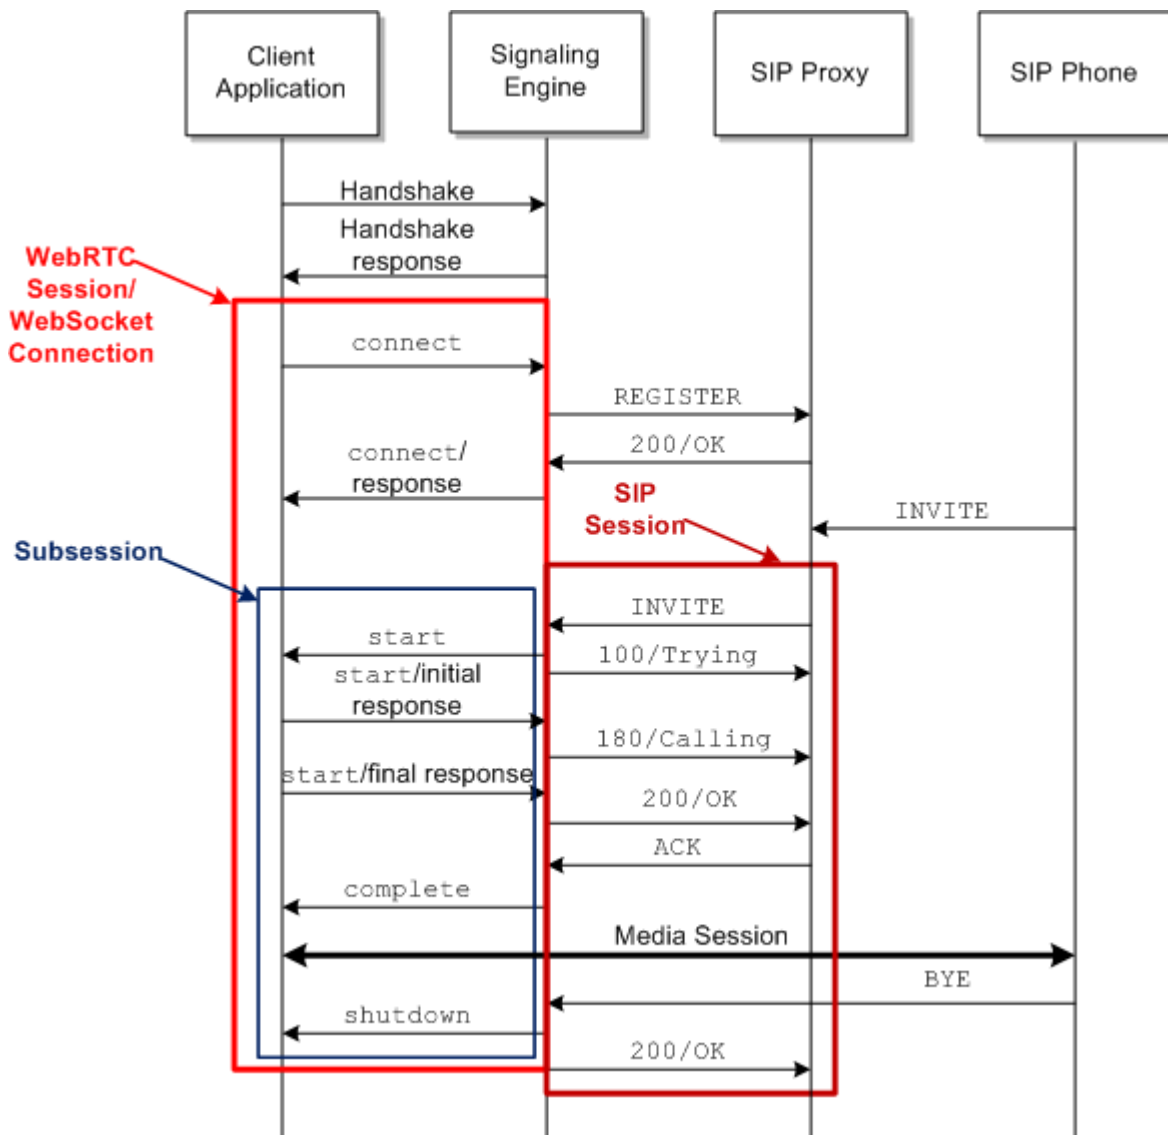 Client
Application
Signaling
Engine
SIP Proxy
SIP Phone
Handshake
Handshake
response
WebRTC
Session/
WebSocket
Connection
connect
REGISTER
200/OK
connect/
response
SIP
Session
INVITE
Subsession
INVITE
start
100/Trying
start/initial
response
180/Calling
start/final response
200/OK
ACK
complete
Media Session
BYE
shutdown
200/OK